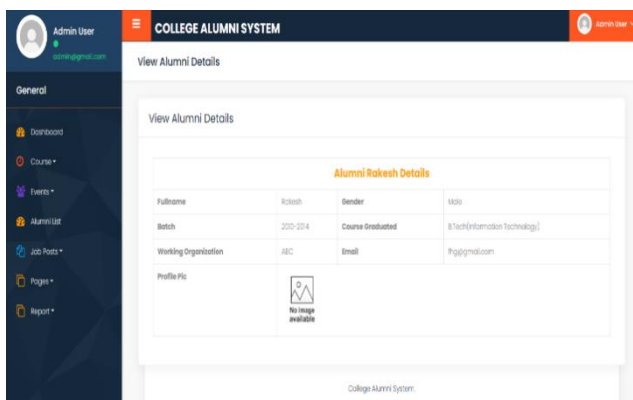 Admin User
admin@gmail.com
General
Dashboard
Course
Events
Alumni List
Job Posts
Pages
Report
COLLEGE ALUMNI SYSTEM
Admin User
View Alumni Details
View Alumni Details
Alumni Rakesh Details
Fullname Rakesh Gender Male
Batch 2010-2014 Course Graduated B.Tech(Information Technology)
Working Organization ABC Email fhg@gmail.com
Profile Pic
No Image
available
College Alumni System.